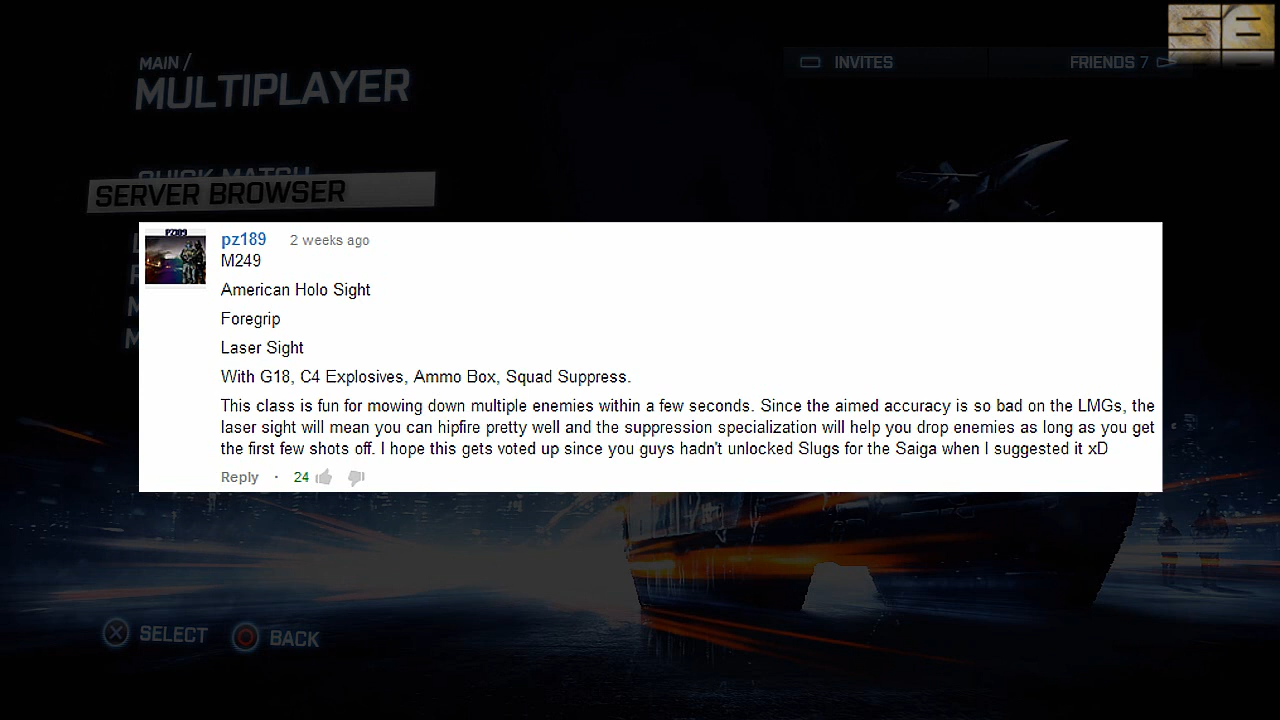 MAIN /
MULTIPLAYER
INVITES
FRIENDS 7
QUICK MATCH
SERVER BROWSER
PZ189
pz189 2 weeks ago
M249
American Holo Sight
Foregrip
Laser Sight
With G18, C4 Explosives, Ammo Box, Squad Suppress.
This class is fun for mowing down multiple enemies within a few seconds. Since the aimed accuracy is so bad on the LMGs, the
laser sight will mean you can hipfire pretty well and the suppression specialization will help you drop enemies as long as you get
the first few shots off. I hope this gets voted up since you guys hadn't unlocked Slugs for the Saiga when I suggested it xD
Reply · 24
SELECT
BACK